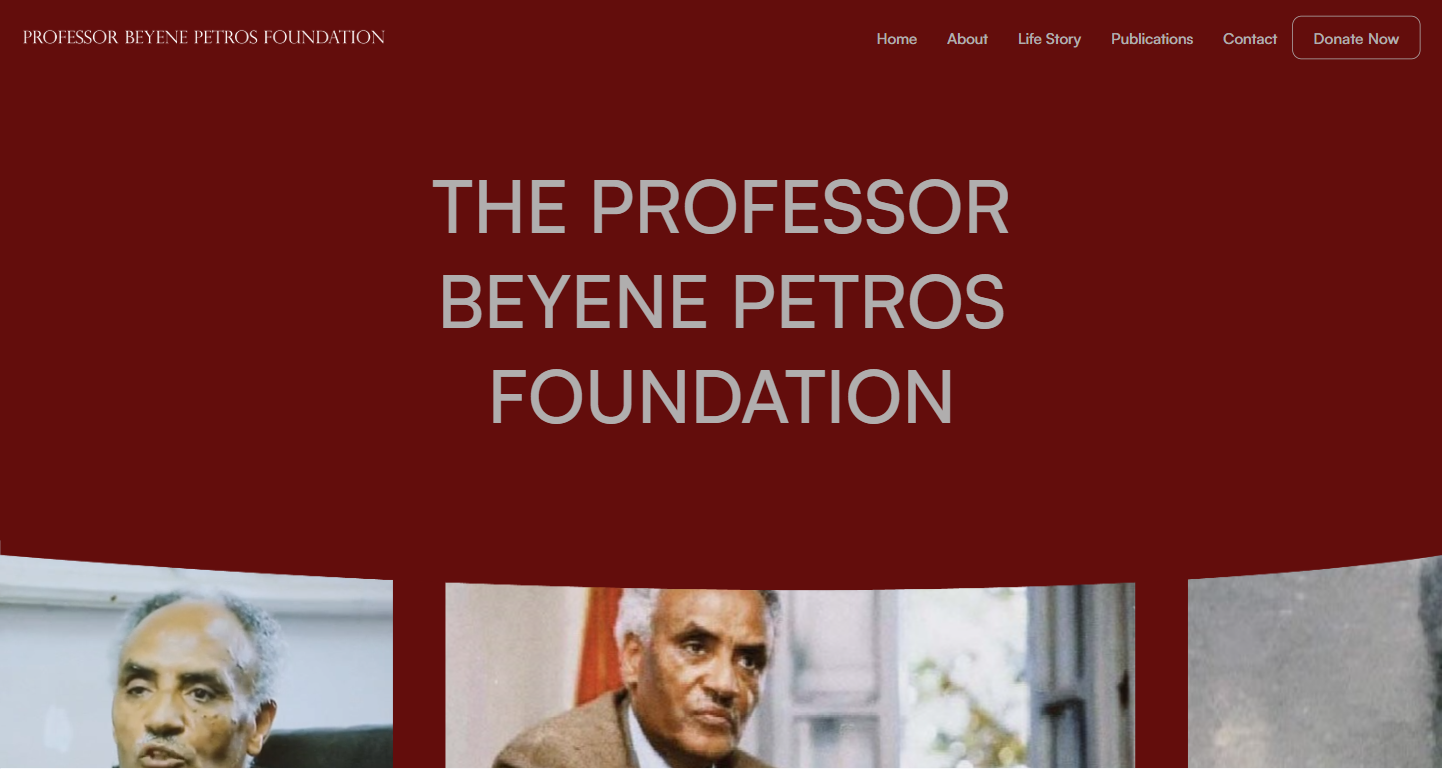 PROFESSOR BEYENE PETROS FOUNDATION
Home About Life Story Publications Contact Donate Now
THE PROFESSOR
BEYENE PETROS
FOUNDATION